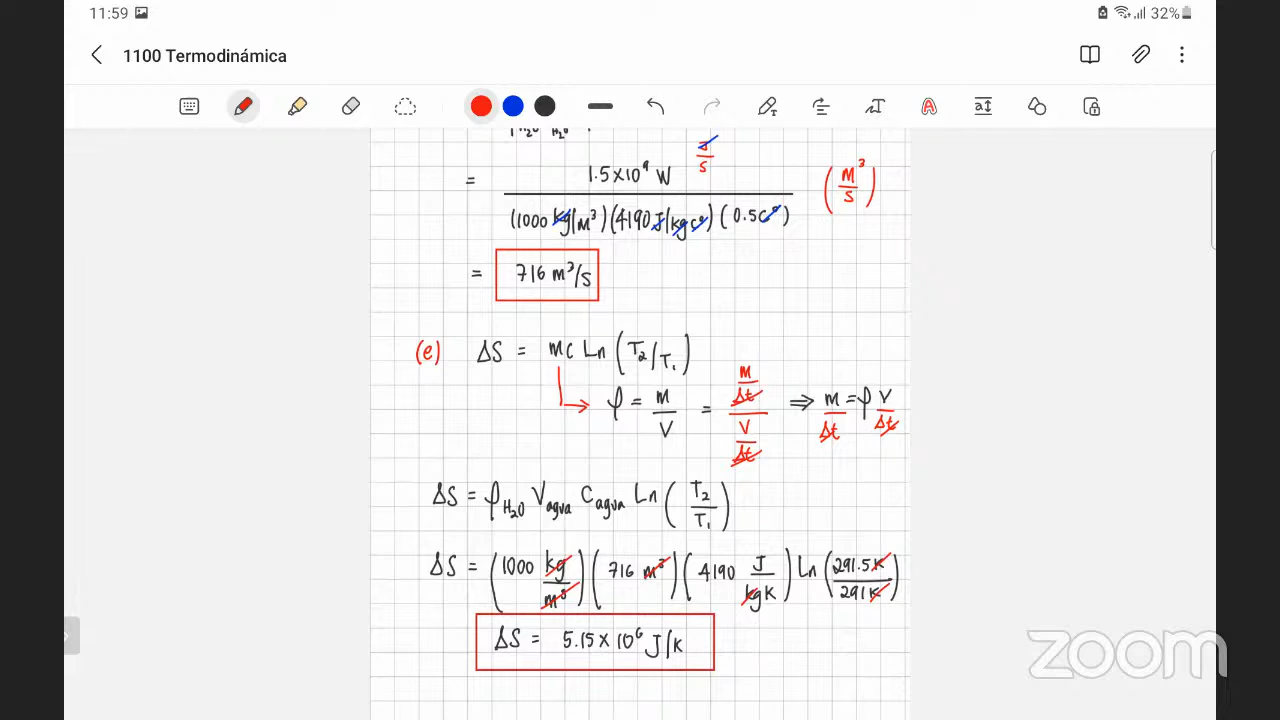 11:59 32%
1100 Termodinámica
= 1.5×10⁹ W J/S (M³/S)
(1000 kg/m³)(4190 J/kg C°)(0.5C°)
= 716 m³/s
(e) ΔS = mc Ln (T₂/T₁)
ρ = m/V = (M/Δt)/(V/Δt) ⇒ m/Δt = ρ V/Δt
ΔS = ρH₂O Vagua Cagua Ln (T₂/T₁)
ΔS = (1000 kg/m³)(716 m³)(4190 J/kgK) Ln (291.5K/291K)
ΔS = 5.15×10⁶ J/K
zoom